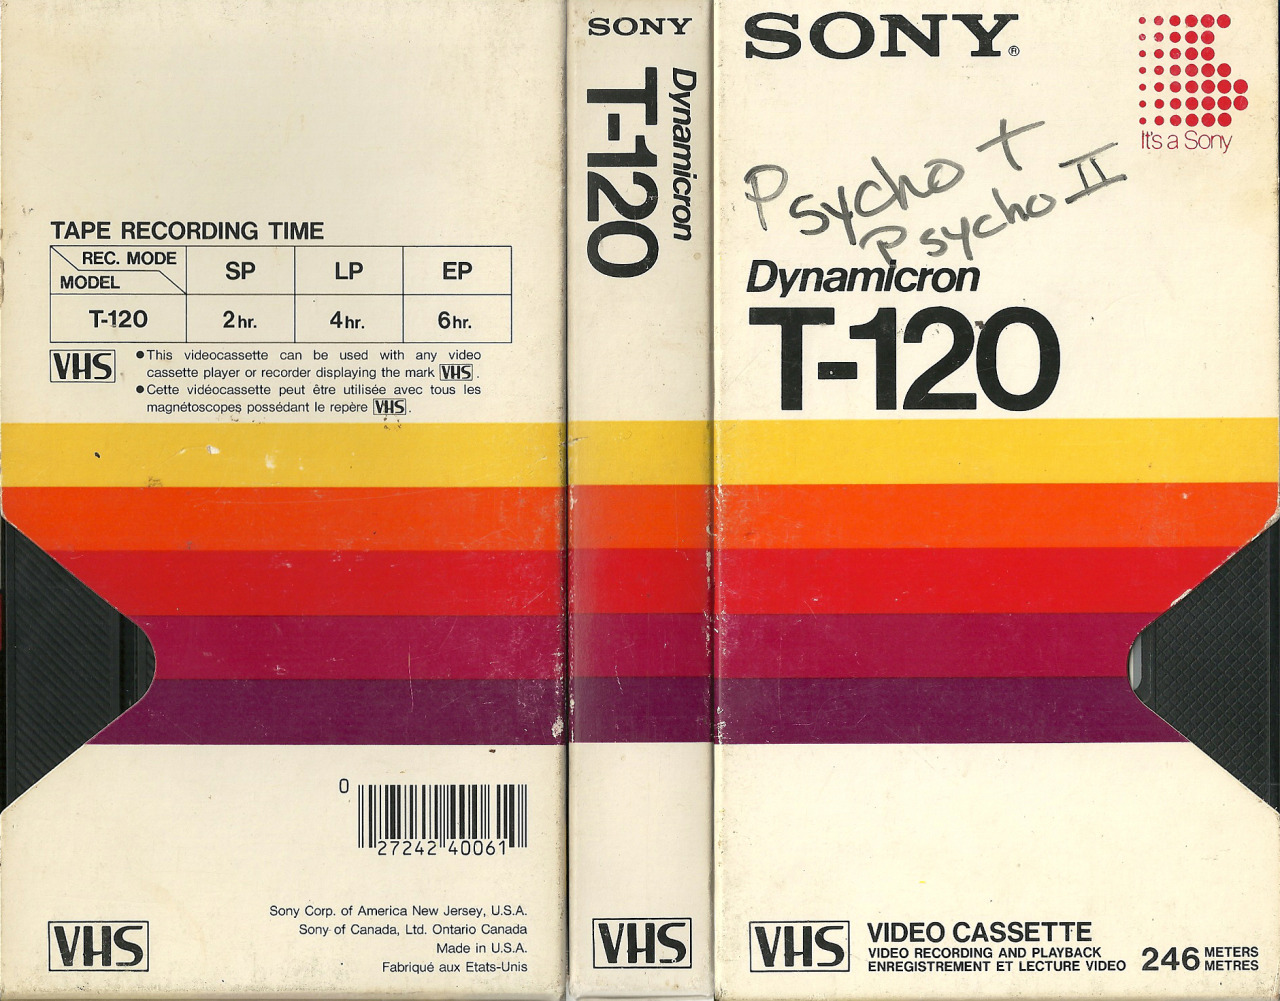 TAPE RECORDING TIME
REC. MODE
MODEL
SP
LP
EP
T-120
2hr.
4hr.
6hr.
VHS
●This videocassette can be used with any video
cassette player or recorder displaying the mark VHS.
●Cette vidéocassette peut être utilisée avec tous les
magnétoscopes possédant le repère VHS.
0
27242 40061
Sony Corp. of America New Jersey, U.S.A.
Sony of Canada, Ltd. Ontario Canada
Made in U.S.A.
Fabriqué aux Etats-Unis
VHS
SONY
Dynamicron
T-120
VHS
SONY®
It's a Sony
Psycho +
Psycho II
Dynamicron
T-120
VHS
VIDEO CASSETTE
VIDEO RECORDING AND PLAYBACK
ENREGISTREMENT ET LECTURE VIDEO
246 METERS
METRES